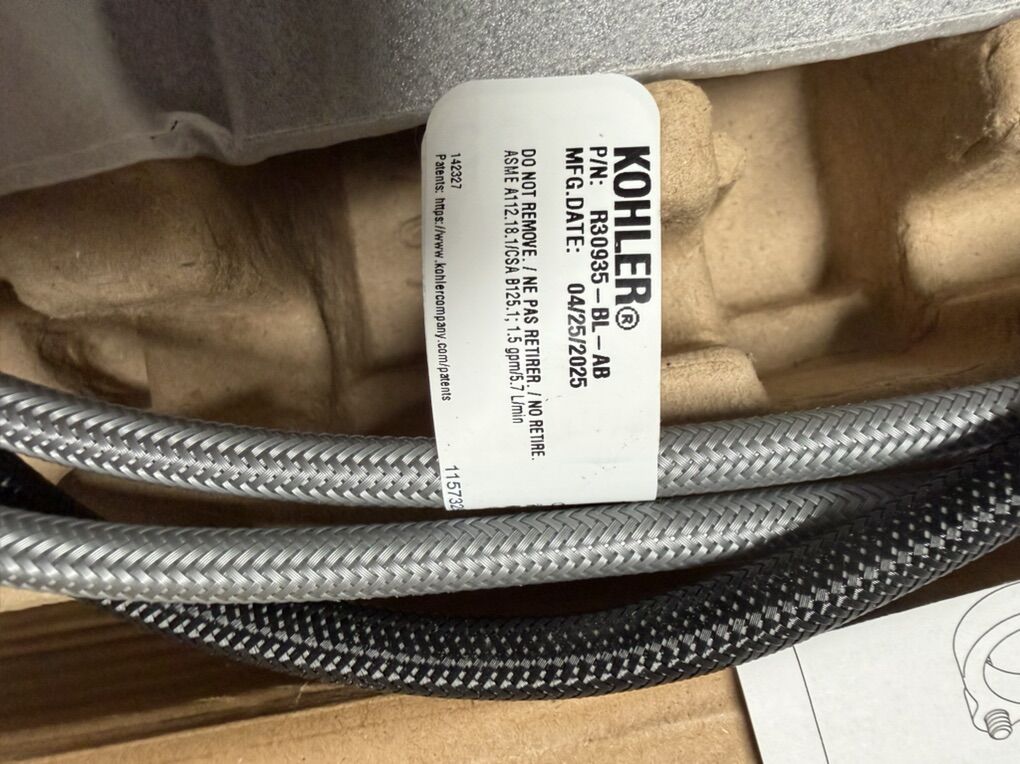 KOHLER®
P/N: R30935-BL-AB
MFG.DATE: 04/25/2025
DO NOT REMOVE. / NE PAS RETIRER. / NO RETIRE.
ASME A112.18.1/CSA B125.1; 1.5 gpm/5.7 L/min
142327
Patents: https://www.kohlercompany.com/patents